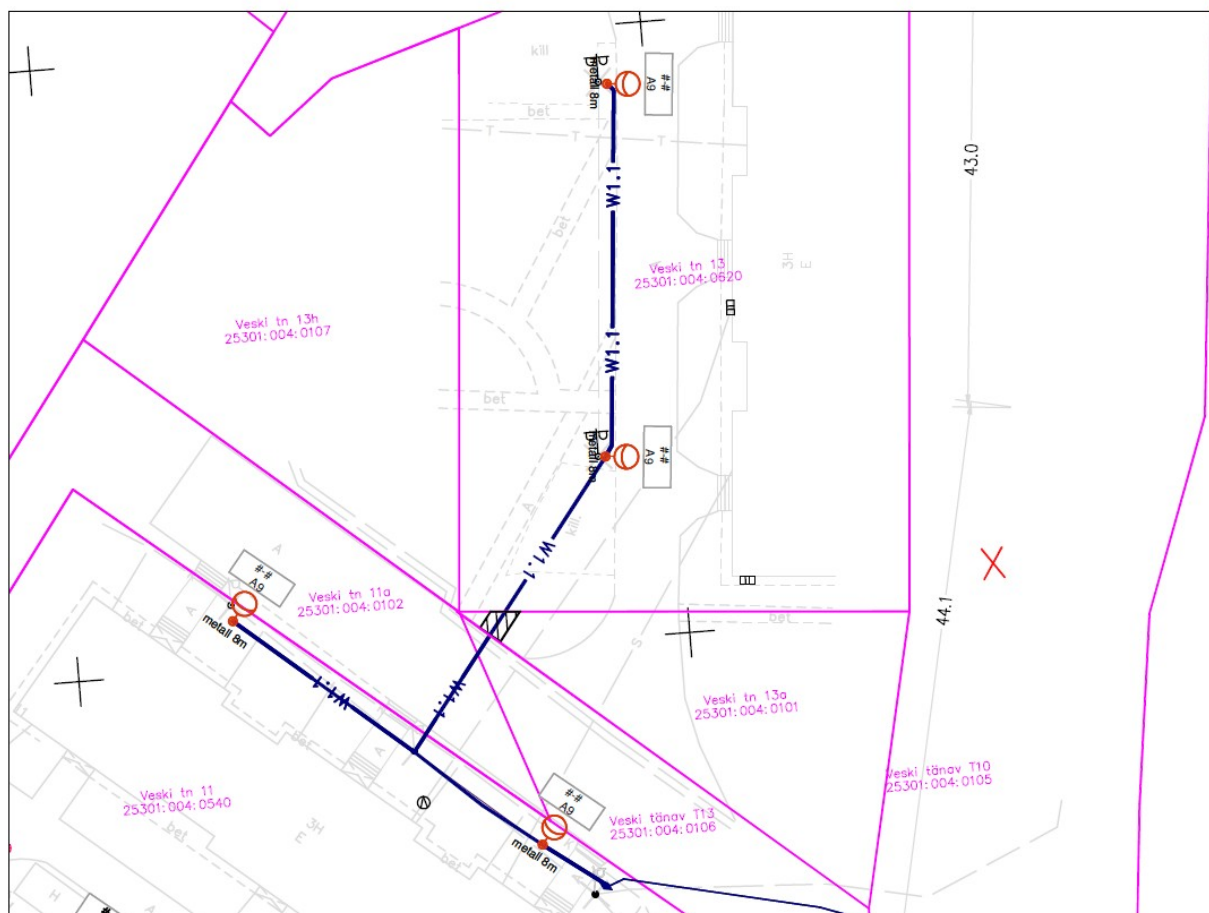 kill
metall 8m
#-#
A9
bet
T
T
T
W1.1
43.0
bet
Veski tn 13
25301:004:0620
3H
E
Veski tn 13h
25301:004:0107
W1.1
bet
metall 8m
#-#
A9
A
kill.
W1.1
A
#-#
A9
Veski tn 11a
25301:004:0102
metall 8m
A
bet
44.1
bet
S
W1.1
W1.1
Veski tn 13a
25301:004:0101
bet
A
Veski tänav T10
25301:004:0105
#-#
A9
Veski tn 11
25301:004:0540
3H
E
Veski tänav T13
25301:004:0106
bet
metall 8m
K
bet
H
A
#-#